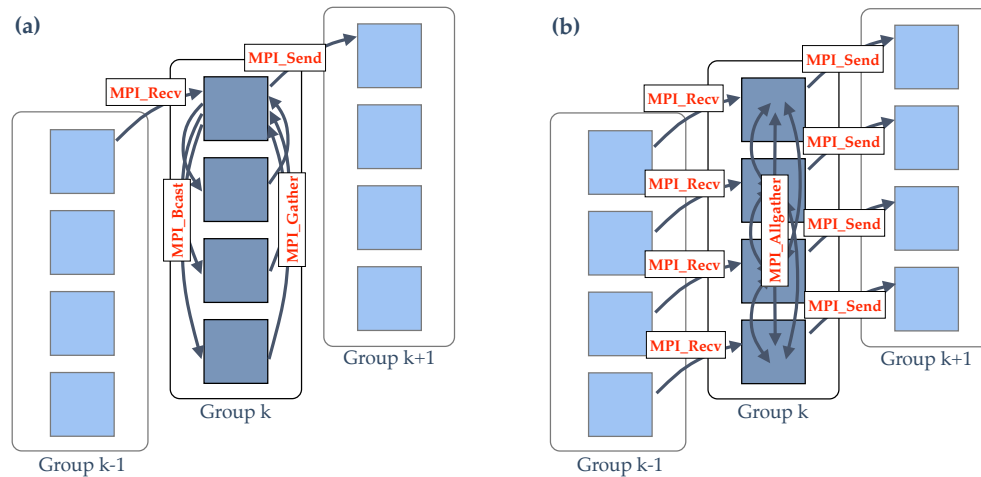 (a)
MPI_Send
MPI_Recv
MPI_Bcast
MPI_Gather
Group k+1
Group k
Group k-1
(b)
MPI_Send
MPI_Recv
MPI_Send
MPI_Recv
MPI_Allgather
MPI_Send
MPI_Recv
MPI_Send
MPI_Recv
Group k+1
Group k
Group k-1